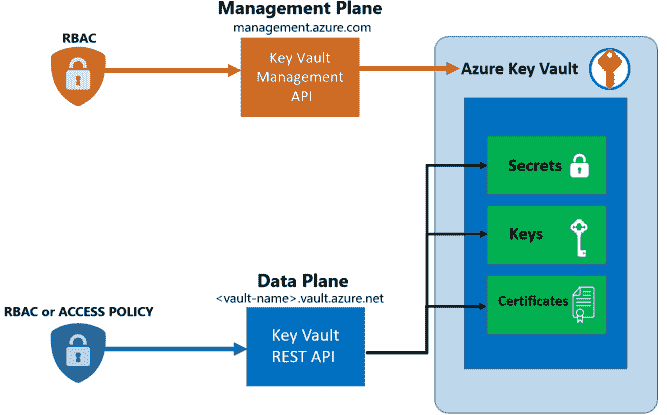 Management Plane
management.azure.com
RBAC
Key Vault
Management
API
Azure Key Vault
Secrets
Keys
Certificates
Data Plane
<vault-name>.vault.azure.net
RBAC or ACCESS POLICY
Key Vault
REST API